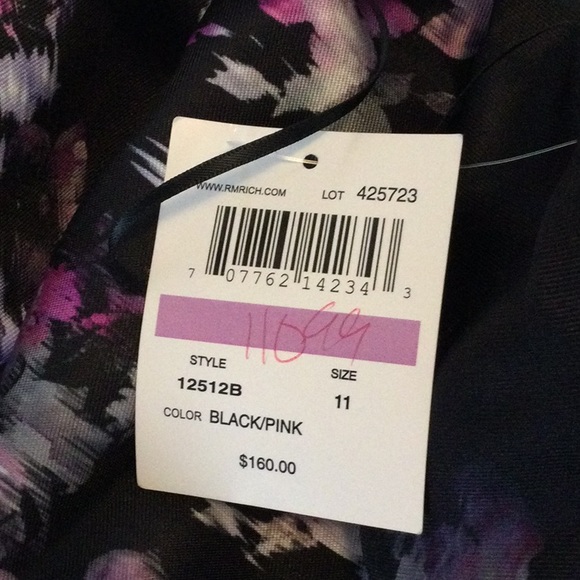 WWW.RMRICH.COM LOT 425723
7 07762 14234 3
11099
STYLE SIZE
12512B 11
COLOR BLACK/PINK
$160.00